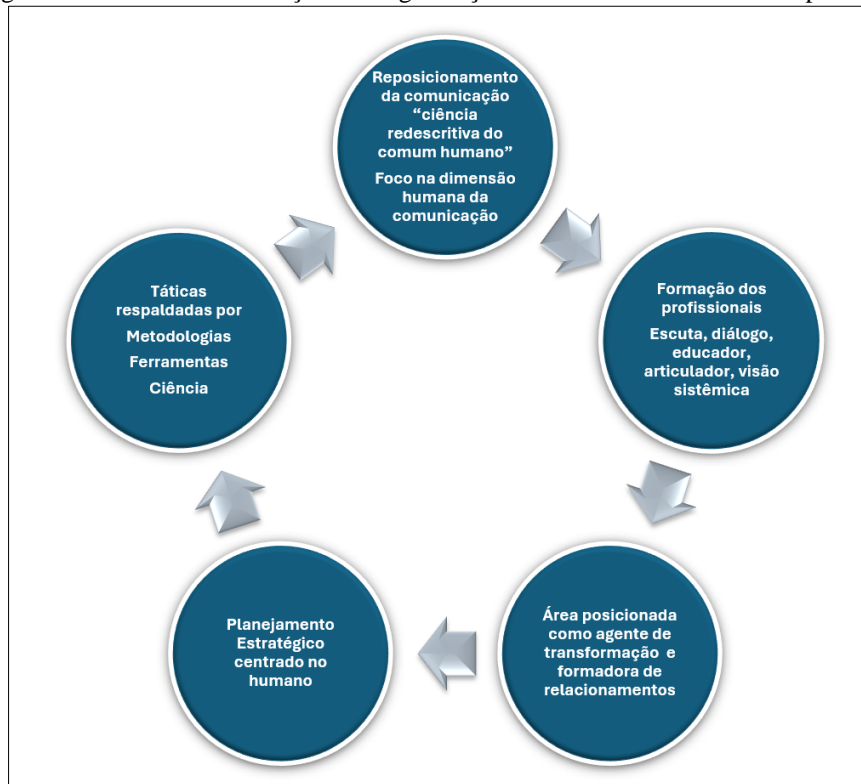 Reposicionamento
da comunicação
“ciência
redescritiva do
comum humano”
Foco na dimensão
humana da
comunicação
Formação dos
profissionais
Escuta, diálogo,
educador,
articulador, visão
sistêmica
Área posicionada
como agente de
transformação e
formadora de
relacionamentos
Planejamento
Estratégico
centrado no
humano
Táticas
respaldadas por
Metodologias
Ferramentas
Ciência